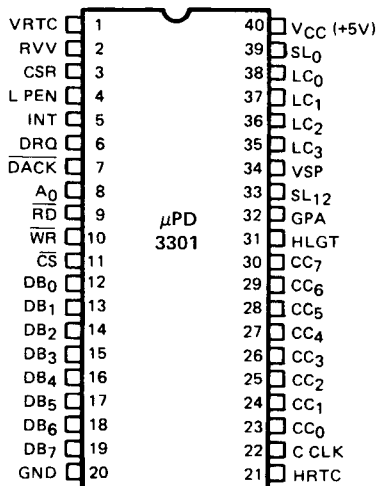 VRTC 1 40 VCC (+5V)
RVV 2 39 SL0
CSR 3 38 LC0
L PEN 4 37 LC1
INT 5 36 LC2
DRQ 6 35 LC3
DACK 7 34 VSP
A0 8 33 SL12
RD 9 32 GPA
WR 10 31 HLGT
CS 11 30 CC7
DB0 12 29 CC6
DB1 13 28 CC5
DB2 14 27 CC4
DB3 15 26 CC3
DB4 16 25 CC2
DB5 17 24 CC1
DB6 18 23 CC0
DB7 19 22 C CLK
GND 20 21 HRTC
μPD
3301